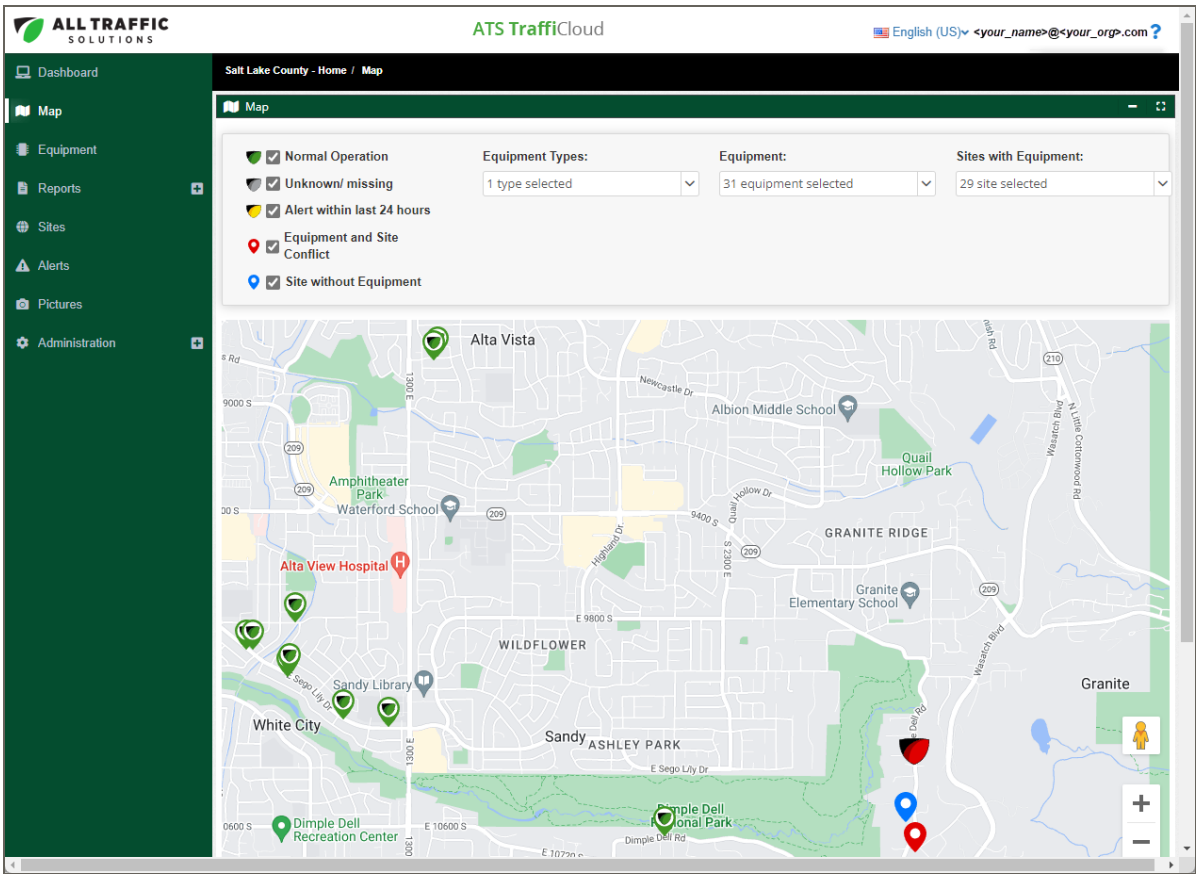 ALL TRAFFIC
SOLUTIONS
ATS TraffiCloud
English (US)
<your_name>@<your_org>.com ?
Dashboard
Map
Equipment
Reports
Sites
Alerts
Pictures
Administration
Salt Lake County - Home / Map
Map
Normal Operation
Unknown/ missing
Alert within last 24 hours
Equipment and Site
Conflict
Site without Equipment
Equipment Types:
1 type selected
Equipment:
31 equipment selected
Sites with Equipment:
29 site selected
Alta Vista
s Rd
1300 E
Newcastle Dr
210
9000 S
Albion Middle School
Wasatch Blvd
N Little Cottonwood Rd
209
Quail
Hollow Park
Amphitheater
Park
209
Waterford School
209
Quail Hollow Dr
9400 S
Highland Dr
S 2300 E
209
GRANITE RIDGE
Alta View Hospital
H
Granite
Elementary School
209
E 9800 S
WILDFLOWER
Wasatch Blvd
E Sego Lily Dr
Sandy Library
Granite
White City
Sandy
ASHLEY PARK
1300 E
E Sego Lily Dr
Dimple Dell
Regional Park
Dimple Dell
Recreation Center
0600 S
E 10600 S
Dimple Dell Rd
1300
E 10720